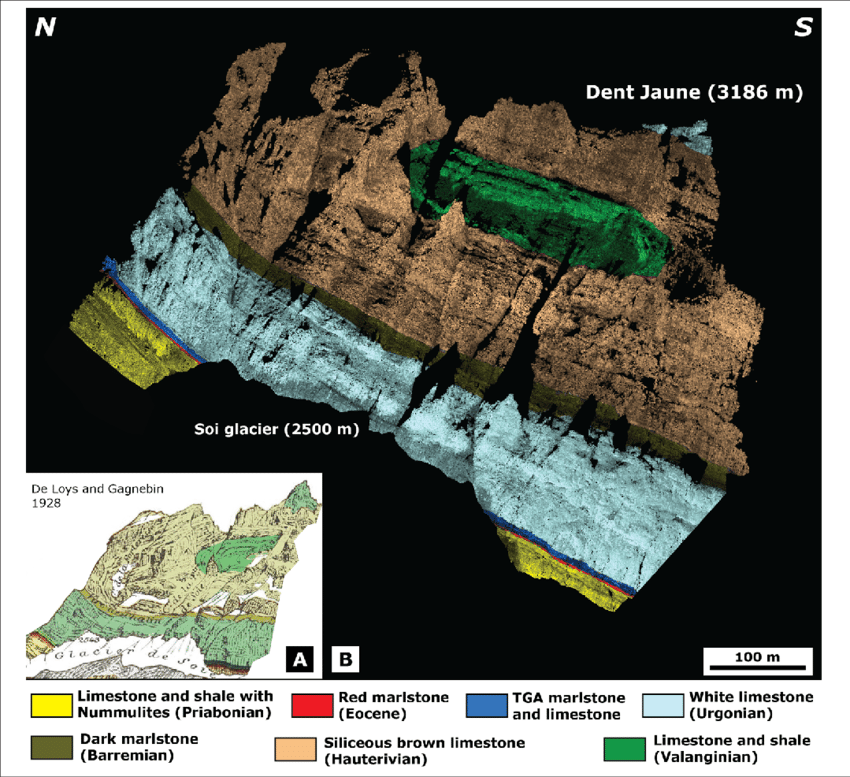 N
S
Dent Jaune (3186 m)
Soi glacier (2500 m)
De Loys and Gagnebin
1928
Glacier de So
A
B
100 m
Limestone and shale with
Nummulites (Priabonian)
Red marlstone
(Eocene)
TGA marlstone
and limestone
White limestone
(Urgonian)
Dark marlstone
(Barremian)
Siliceous brown limestone
(Hauterivian)
Limestone and shale
(Valanginian)